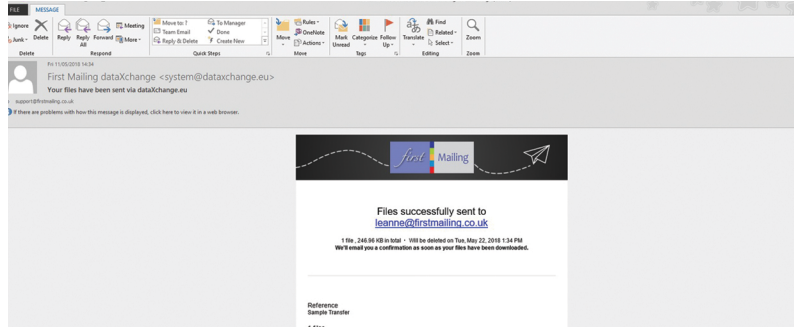 FILE MESSAGE
Ignore Meeting Move to: ? To Manager Rules Find
Junk Delete Reply Reply All Forward More Team Email Done Move OneNote Mark Unread Categorize Follow Up Translate Related Zoom
Reply & Delete Create New Actions Select
Delete Respond Quick Steps Move Tags Editing Zoom
Fri 11/05/2018 14:34
First Mailing dataXchange <system@dataxchange.eu>
Your files have been sent via dataXchange.eu
support@firstmailing.co.uk
If there are problems with how this message is displayed, click here to view it in a web browser.
first Mailing
Files successfully sent to
leanne@firstmailing.co.uk
1 file , 246.96 KB in total • Will be deleted on Tue, May 22, 2018 1:34 PM
We'll email you a confirmation as soon as your files have been downloaded.
Reference
Sample Transfer